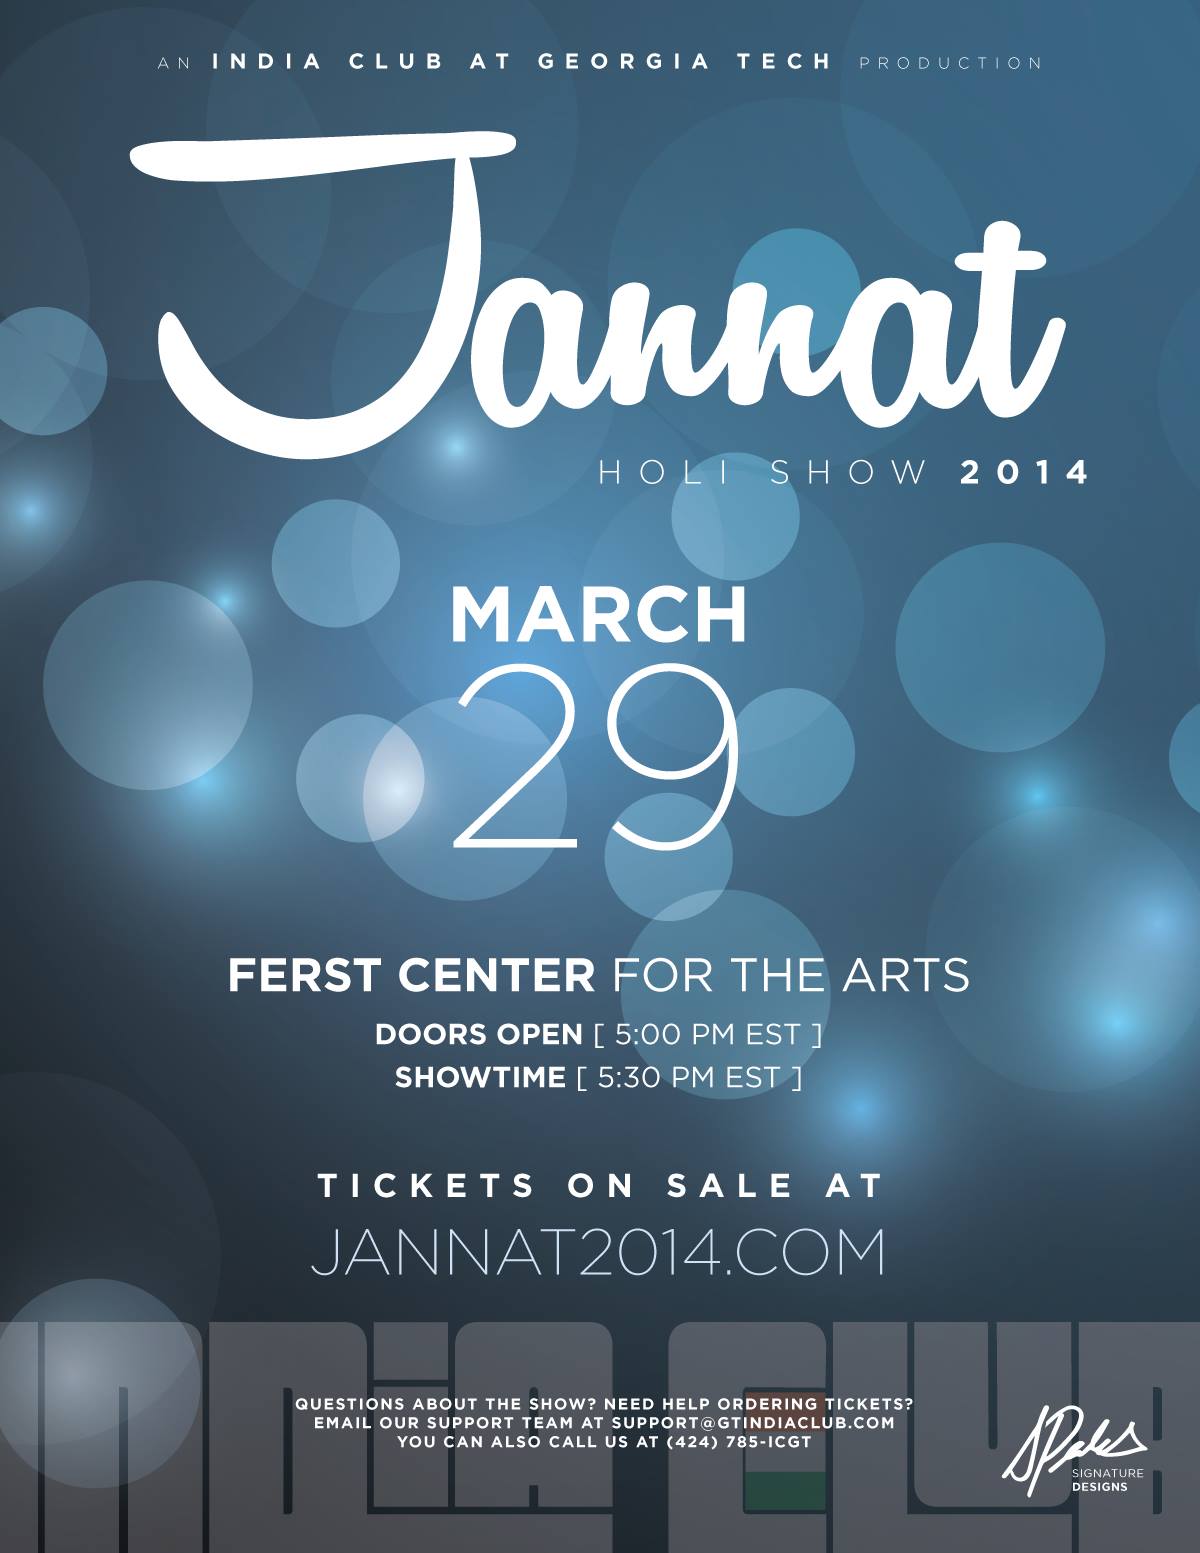 AN INDIA CLUB AT GEORGIA TECH PRODUCTION
Jannat
HOLI SHOW 2014
MARCH
29
FERST CENTER FOR THE ARTS
DOORS OPEN [ 5:00 PM EST ]
SHOWTIME [ 5:30 PM EST ]
TICKETS ON SALE AT
JANNAT2014.COM
INDIA CLUB
QUESTIONS ABOUT THE SHOW? NEED HELP ORDERING TICKETS?
EMAIL OUR SUPPORT TEAM AT SUPPORT@GTINDIACLUB.COM
YOU CAN ALSO CALL US AT (424) 785-ICGT
SIGNATURE
DESIGNS